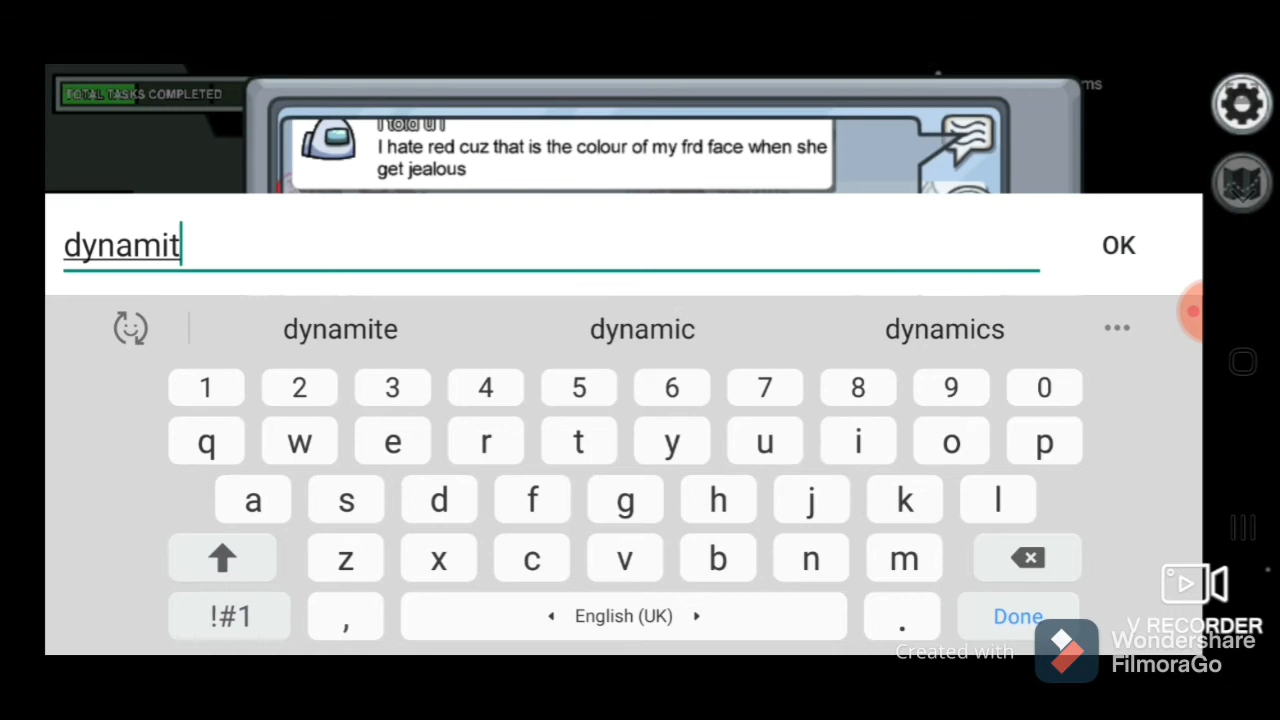 TOTAL TASKS COMPLETED
ms
I told u I
I hate red cuz that is the colour of my frd face when she
get jealous
dynamit
OK
dynamite dynamic dynamics
1 2 3 4 5 6 7 8 9 0
q w e r t y u i o p
a s d f g h j k l
z x c v b n m
!#1 , English (UK) . Done
V RECORDER
Created with
Wondershare
FilmoraGo